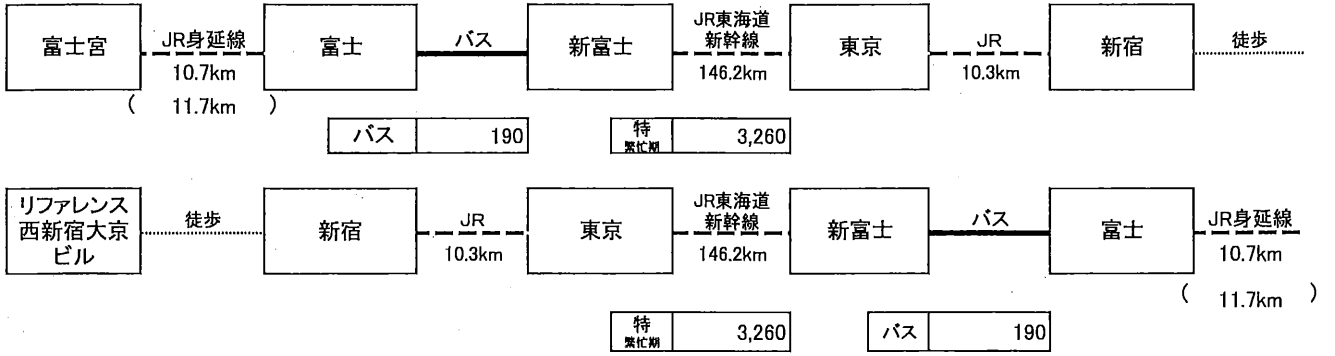 富士宮 JR身延線 富士 バス 新富士 JR東海道新幹線 東京 JR 新宿 徒歩
10.7km 146.2km 10.3km
( 11.7km )
バス 190 特 繁忙期 3,260
リファレンス
西新宿大京
ビル
徒歩 新宿 JR 東京 JR東海道新幹線 新富士 バス 富士 JR身延線
10.3km 146.2km 10.7km
( 11.7km )
特 繁忙期 3,260 バス 190